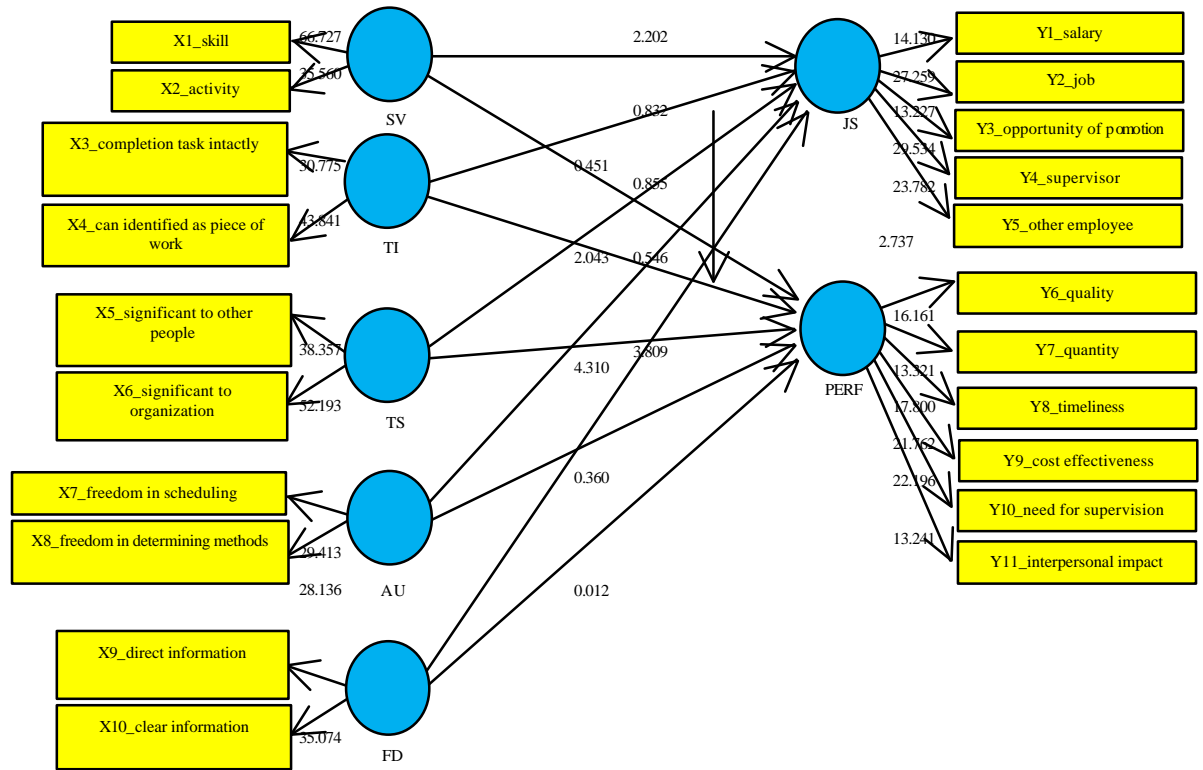 X1_skill
66.727
X2_activity
35.560
SV
X3_completion task intactly
30.775
X4_can identified as piece of
work
43.841
TI
X5_significant to other
people
38.357
X6_significant to
organization
52.193
TS
X7_freedom in scheduling
X8_freedom in determining methods
29.413
28.136
AU
X9_direct information
X10_clear information
35.074
FD
2.202
0.832
0.451
0.855
2.043
0.546
4.310
3.809
0.360
0.012
2.737
JS
14.130
27.259
13.227
29.534
23.782
Y1_salary
Y2_job
Y3_opportunity of pomotion
Y4_supervisor
Y5_other employee
PERF
16.161
13.321
17.800
21.762
22.196
13.241
Y6_quality
Y7_quantity
Y8_timeliness
Y9_cost effectiveness
Y10_need for supervision
Y11_interpersonal impact